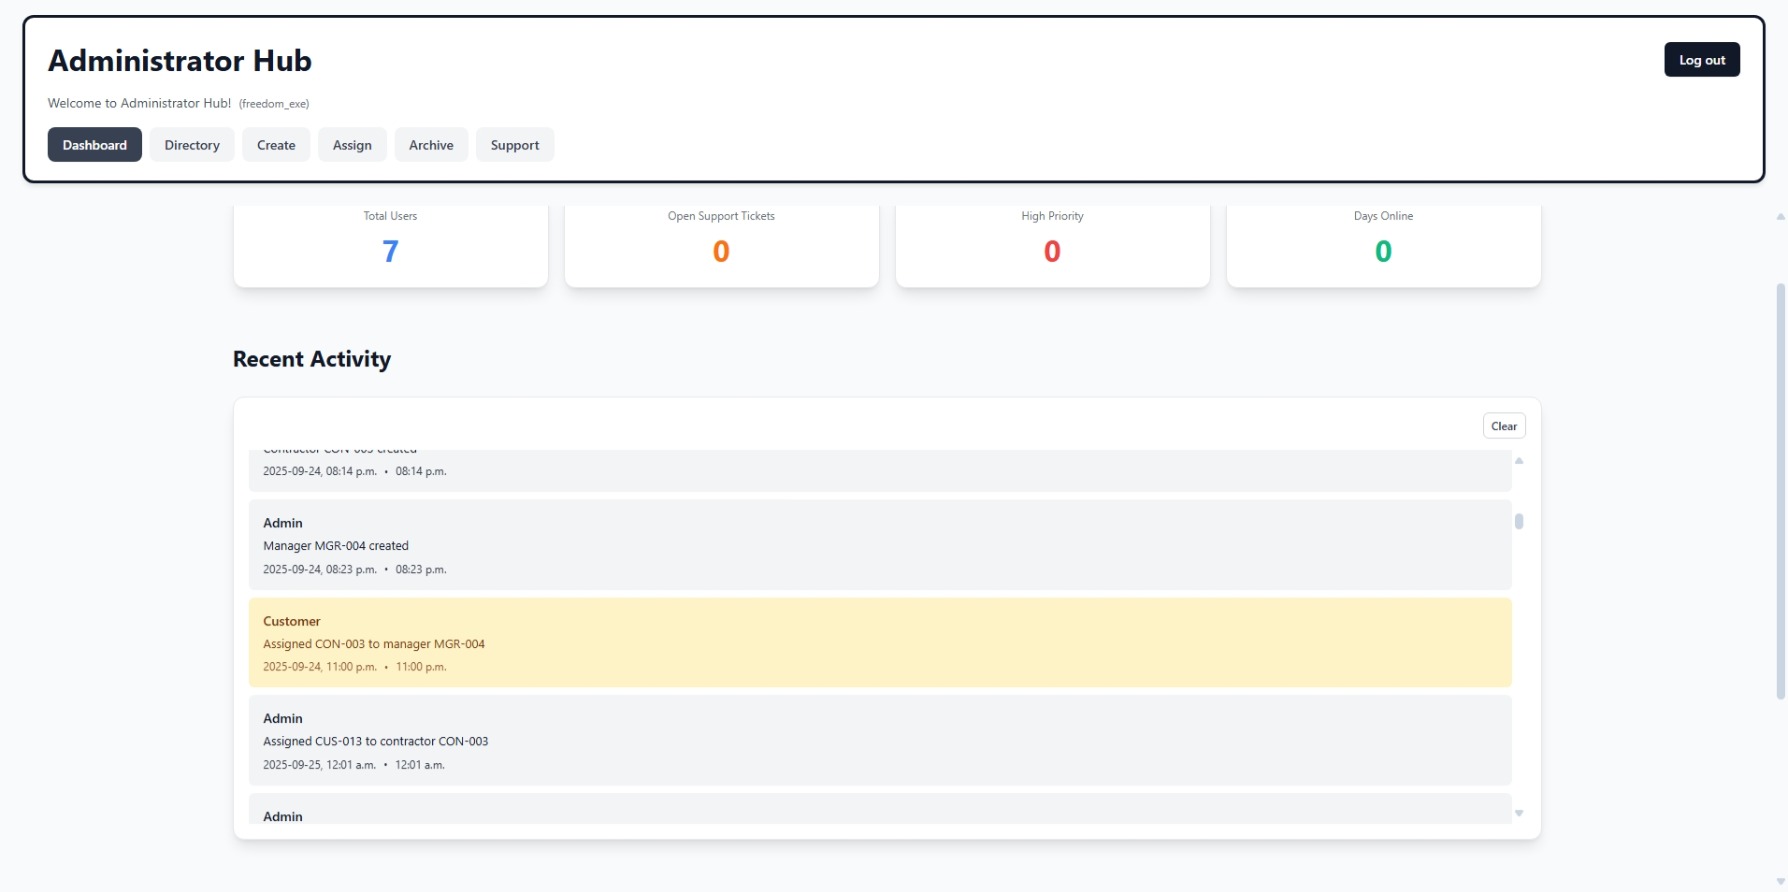 Administrator Hub
Log out
Welcome to Administrator Hub! (freedom_exe)
Dashboard Directory Create Assign Archive Support
Total Users Open Support Tickets High Priority Days Online
7 0 0 0
Recent Activity
Clear
Contractor CON-003 created
2025-09-24, 08:14 p.m. • 08:14 p.m.
Admin
Manager MGR-004 created
2025-09-24, 08:23 p.m. • 08:23 p.m.
Customer
Assigned CON-003 to manager MGR-004
2025-09-24, 11:00 p.m. • 11:00 p.m.
Admin
Assigned CUS-013 to contractor CON-003
2025-09-25, 12:01 a.m. • 12:01 a.m.
Admin